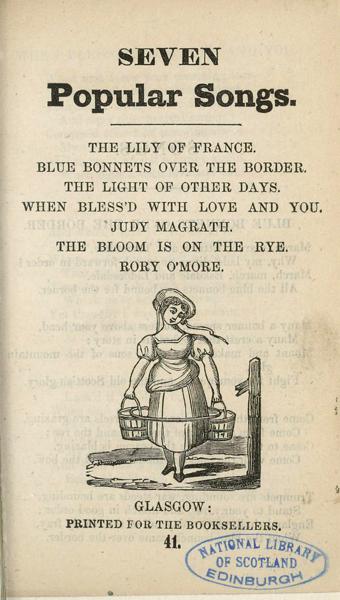 SEVEN
Popular Songs.
THE LILY OF FRANCE.
BLUE BONNETS OVER THE BORDER.
THE LIGHT OF OTHER DAYS.
WHEN BLESS'D WITH LOVE AND YOU.
JUDY MAGRATH.
THE BLOOM IS ON THE RYE.
RORY O'MORE.
GLASGOW:
PRINTED FOR THE BOOKSELLERS.
41.
NATIONAL LIBRARY
OF SCOTLAND
EDINBURGH